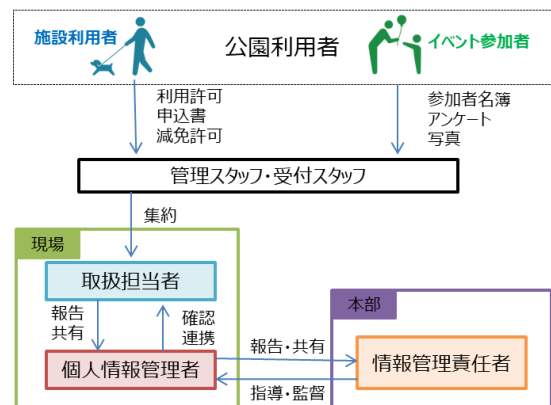 施設利用者
公園利用者
イベント参加者
利用許可
申込書
減免許可
参加者名簿
アンケート
写真
管理スタッフ・受付スタッフ
集約
現場
取扱担当者
報告
共有
確認
連携
個人情報管理者
本部
報告・共有
情報管理責任者
指導・監督